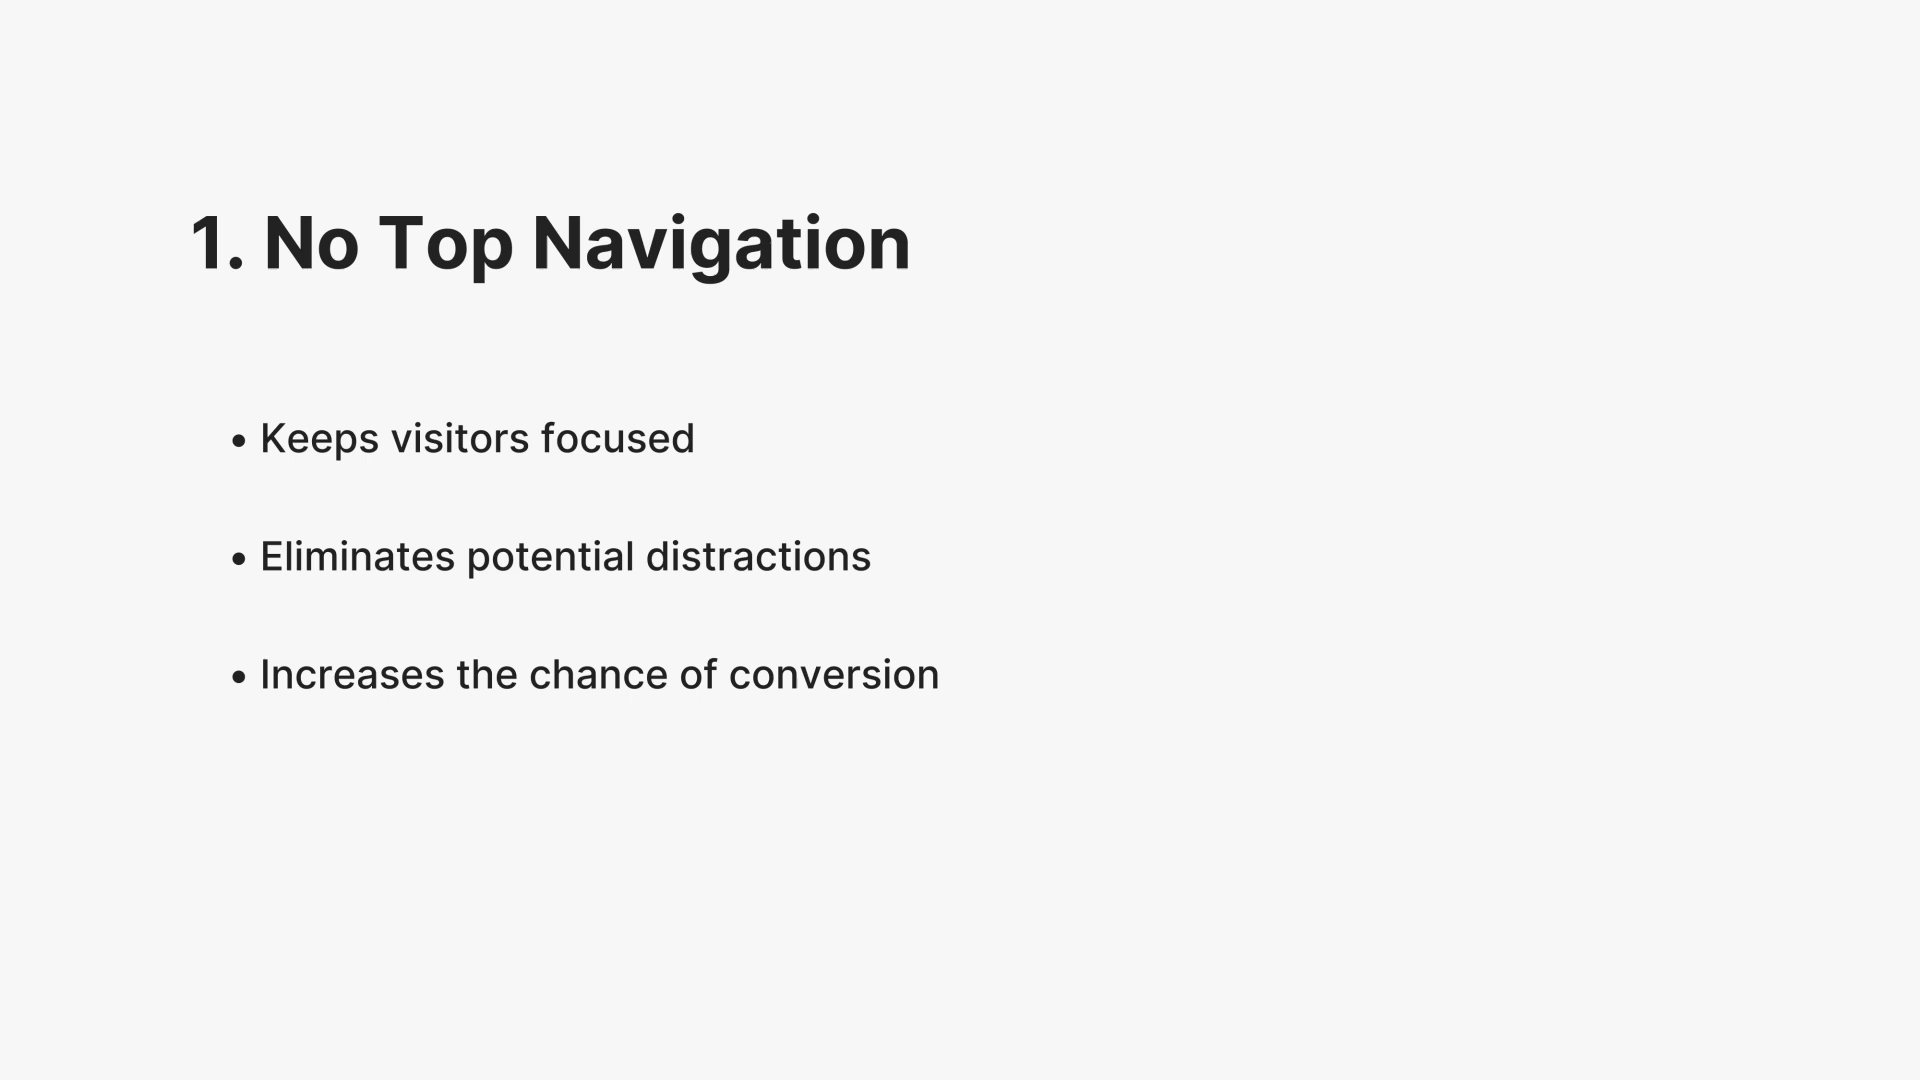 1. No Top Navigation
• Keeps visitors focused
• Eliminates potential distractions
• Increases the chance of conversion